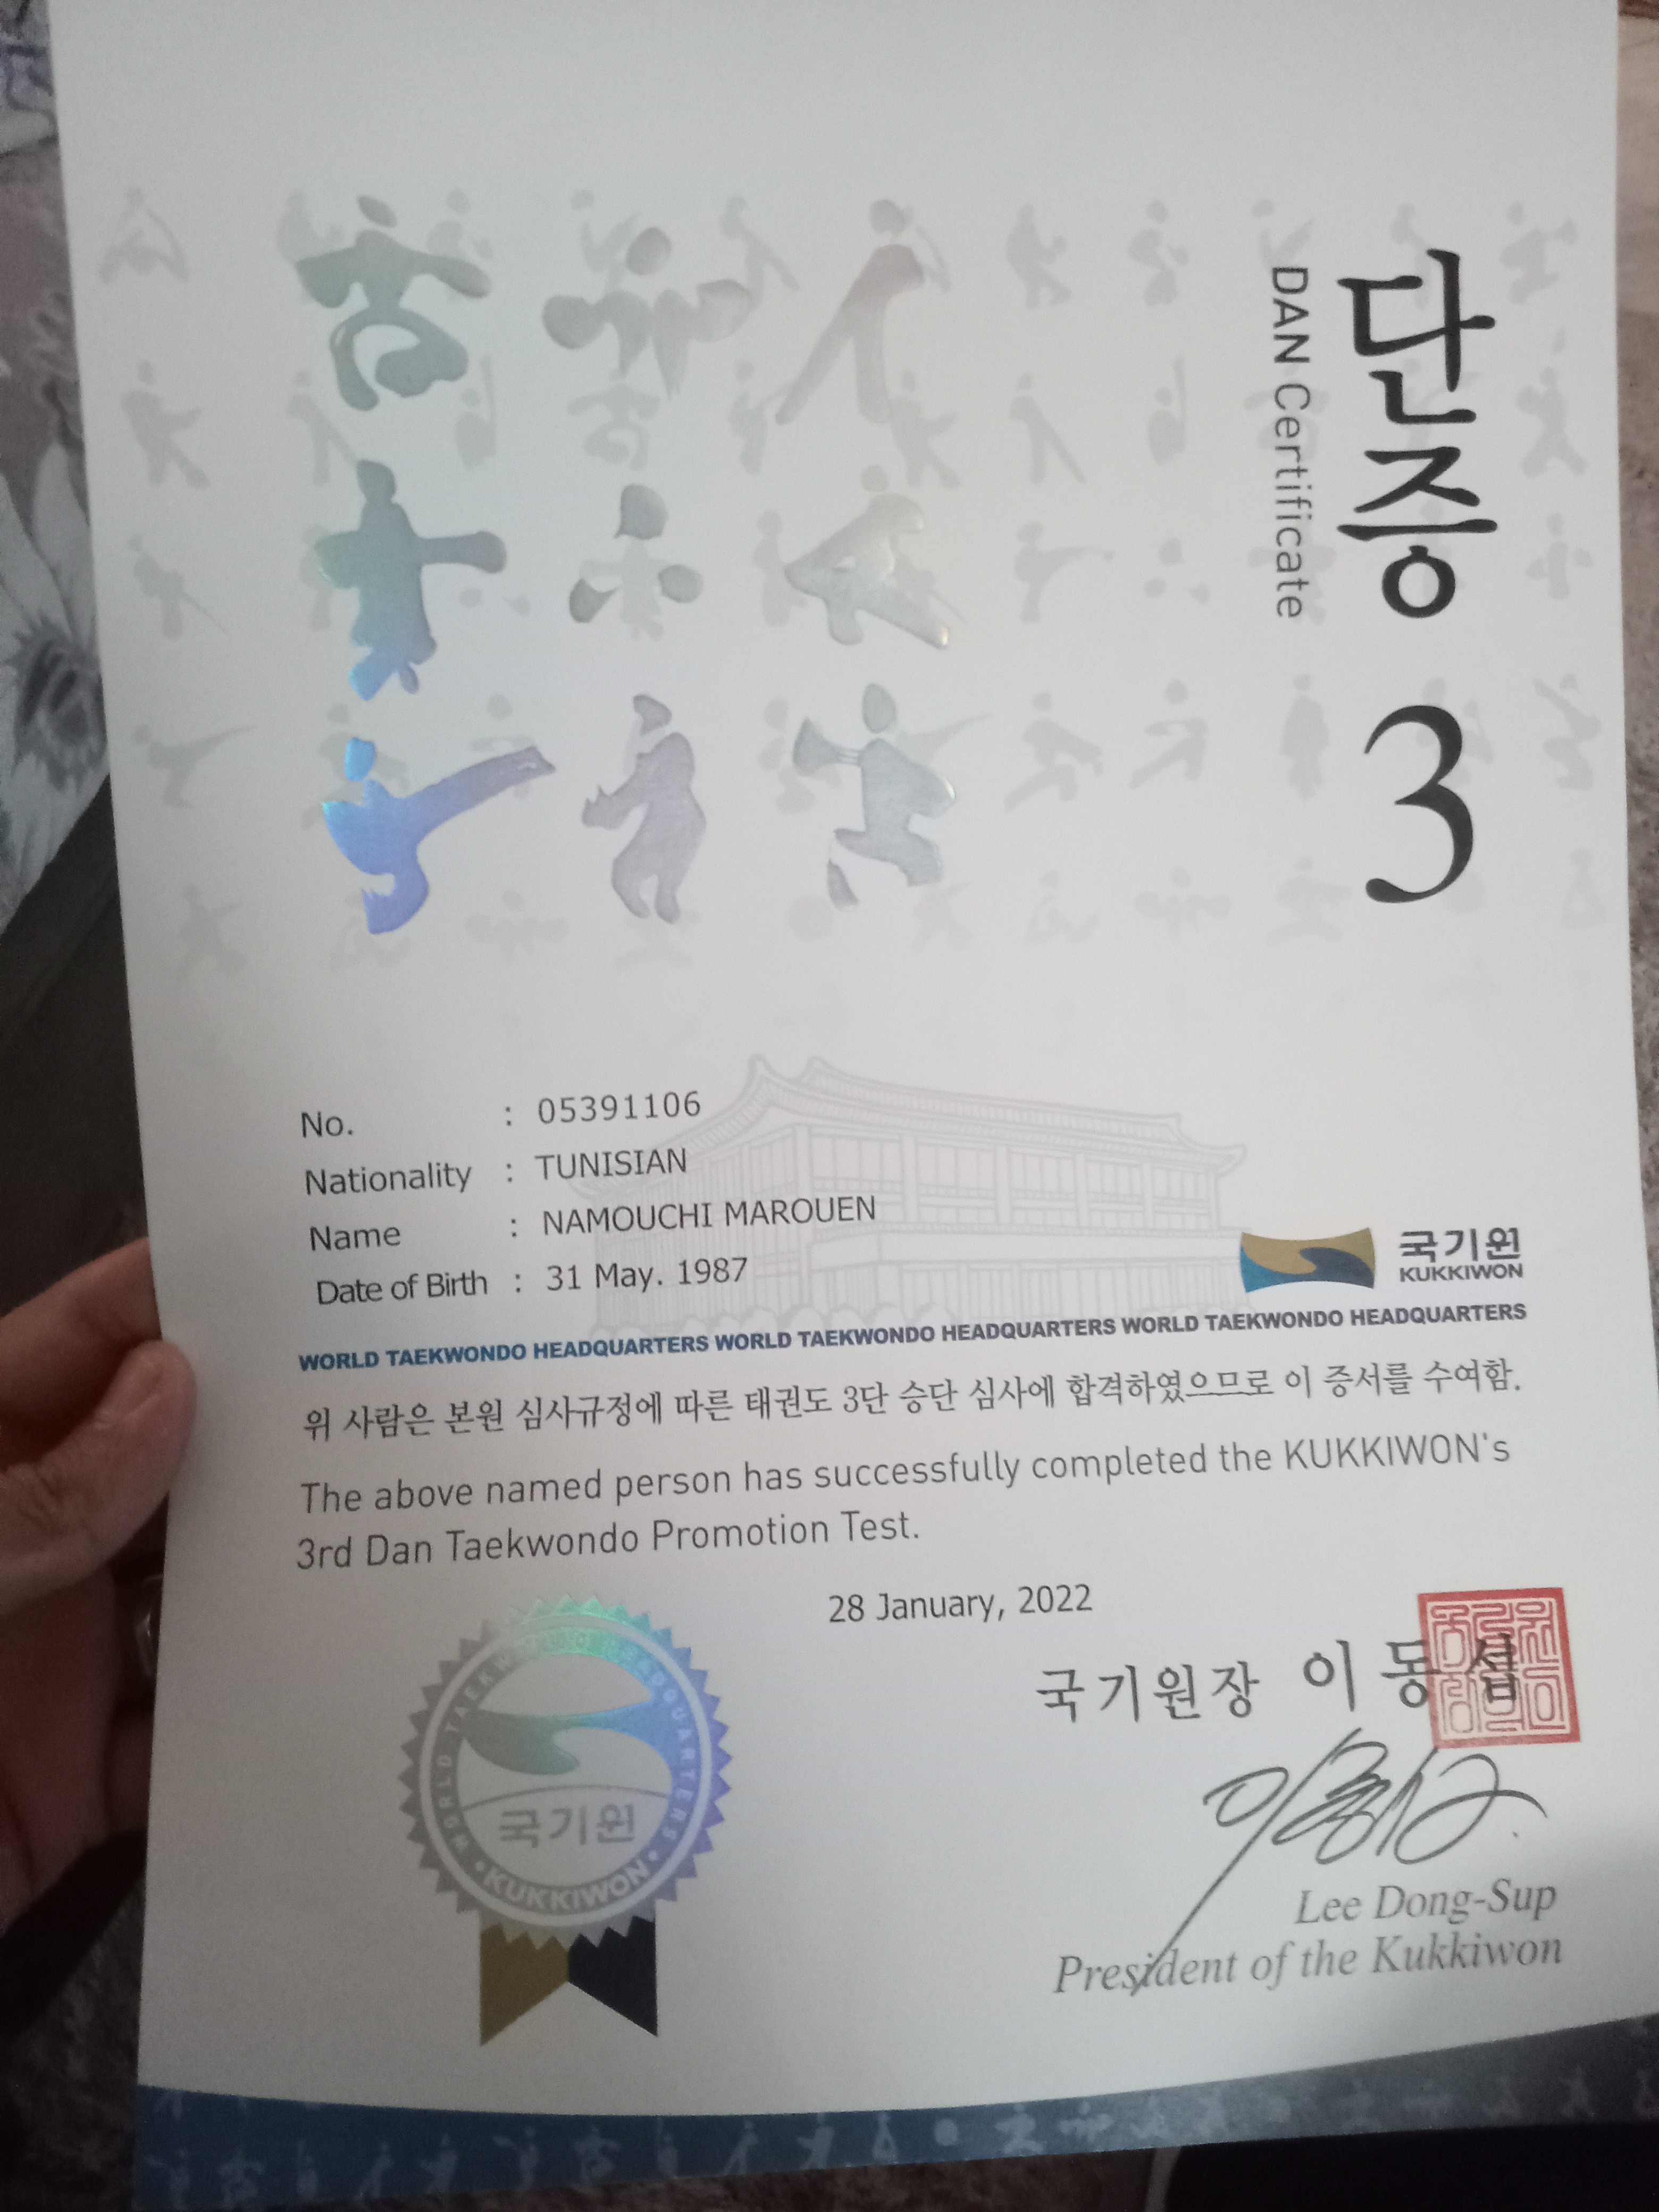 단증 3
DAN Certificate
No. : 05391106
Nationality : TUNISIAN
Name : NAMOUCHI MAROUEN
Date of Birth : 31 May. 1987
국기원
KUKKIWON
WORLD TAEKWONDO HEADQUARTERS WORLD TAEKWONDO HEADQUARTERS WORLD TAEKWONDO HEADQUARTERS
위 사람은 본원 심사규정에 따른 태권도 3단 승단 심사에 합격하였으므로 이 증서를 수여함.
The above named person has successfully completed the KUKKIWON's
3rd Dan Taekwondo Promotion Test.
28 January, 2022
국기원장 이동섭
Lee Dong-Sup
President of the Kukkiwon
WORLD TAEKWONDO HEADQUARTERS
국기원
KUKKIWON